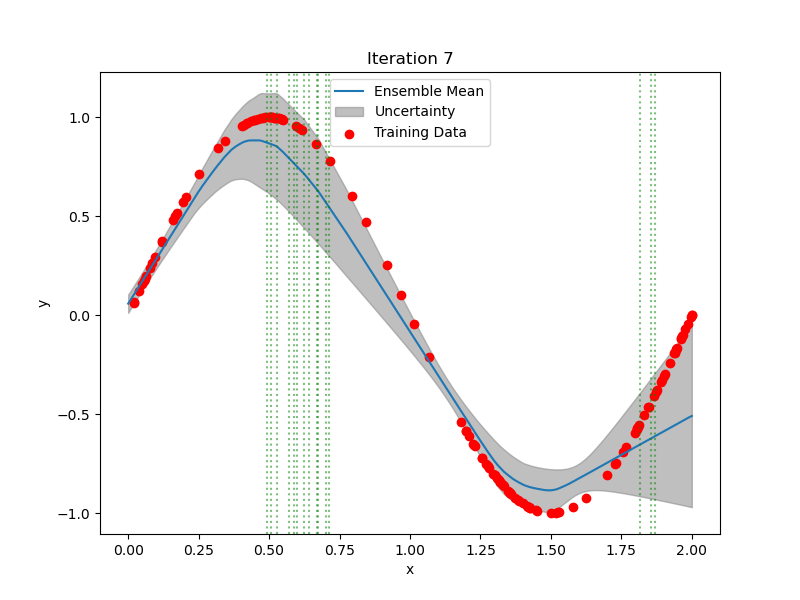 Iteration 7
Ensemble Mean
Uncertainty
Training Data
y
1.0
0.5
0.0
−0.5
−1.0
0.00 0.25 0.50 0.75 1.00 1.25 1.50 1.75 2.00
x